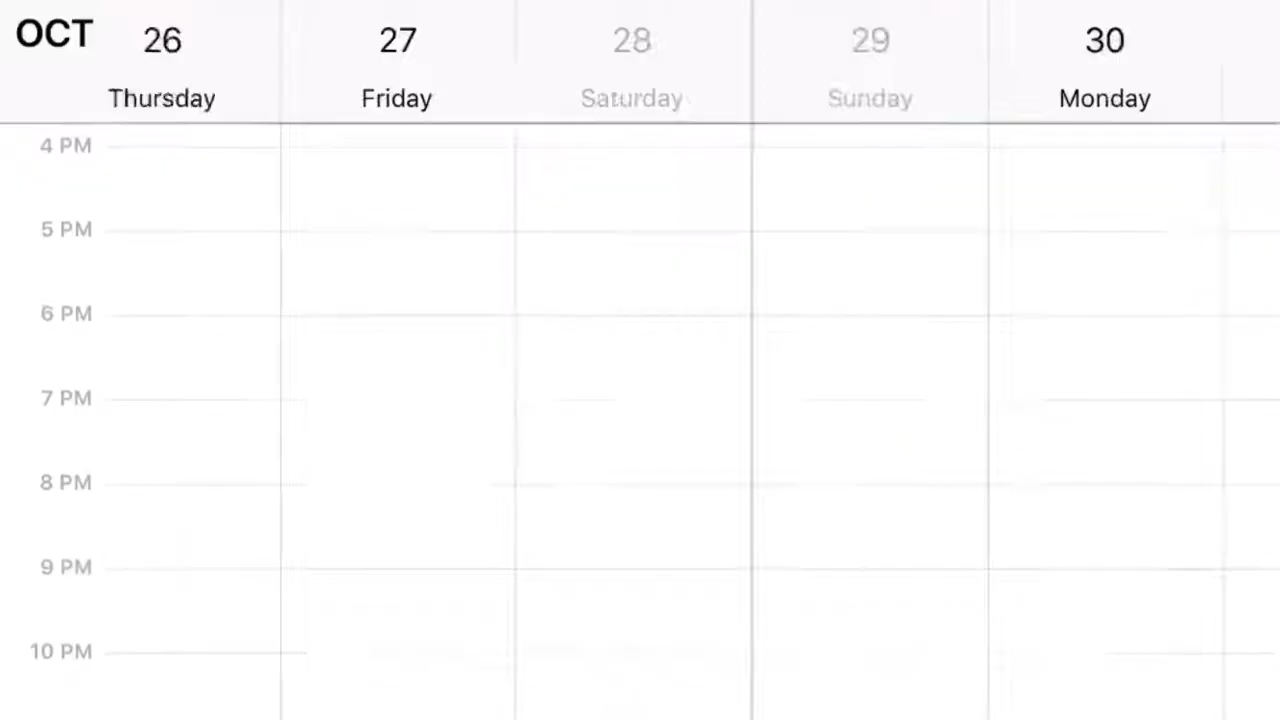 OCT 26 27 28 29 30
Thursday Friday Saturday Sunday Monday
4 PM
5 PM
6 PM
7 PM
8 PM
9 PM
10 PM